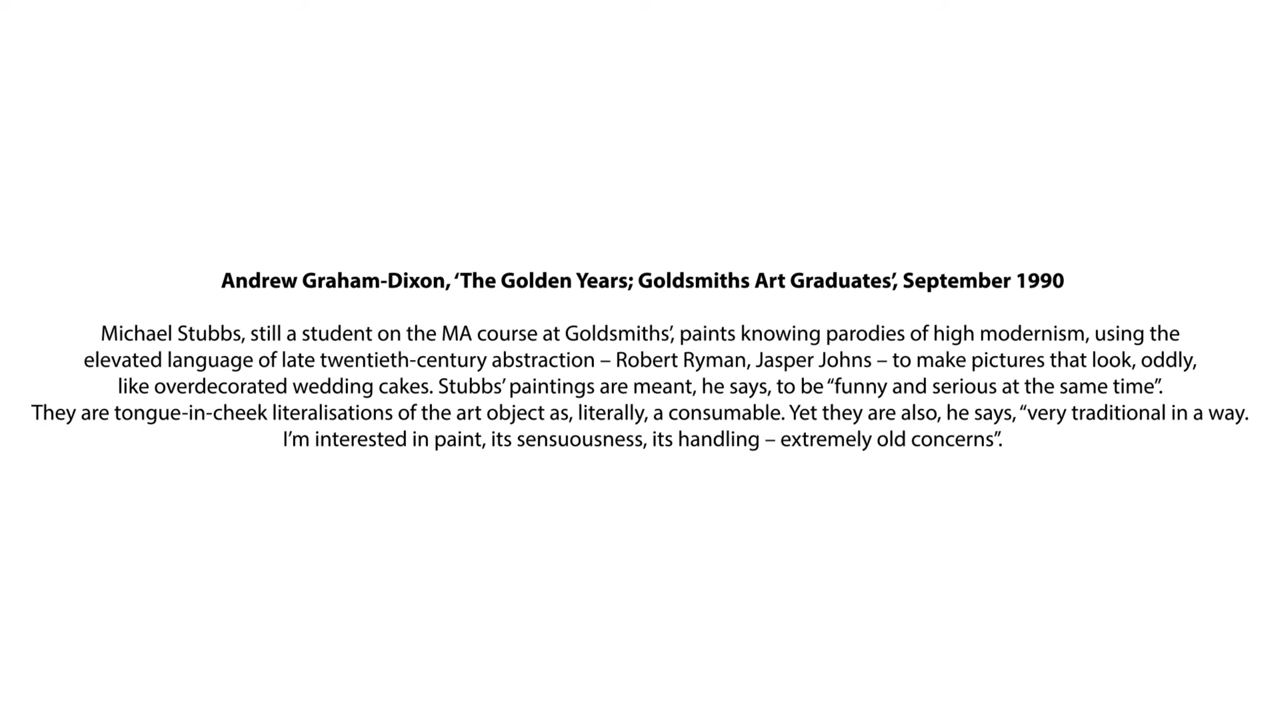 Andrew Graham-Dixon, ‘The Golden Years; Goldsmiths Art Graduates’, September 1990
Michael Stubbs, still a student on the MA course at Goldsmiths’, paints knowing parodies of high modernism, using the
elevated language of late twentieth-century abstraction – Robert Ryman, Jasper Johns – to make pictures that look, oddly,
like overdecorated wedding cakes. Stubbs’ paintings are meant, he says, to be “funny and serious at the same time”.
They are tongue-in-cheek literalisations of the art object as, literally, a consumable. Yet they are also, he says, “very traditional in a way.
I’m interested in paint, its sensuousness, its handling – extremely old concerns”.